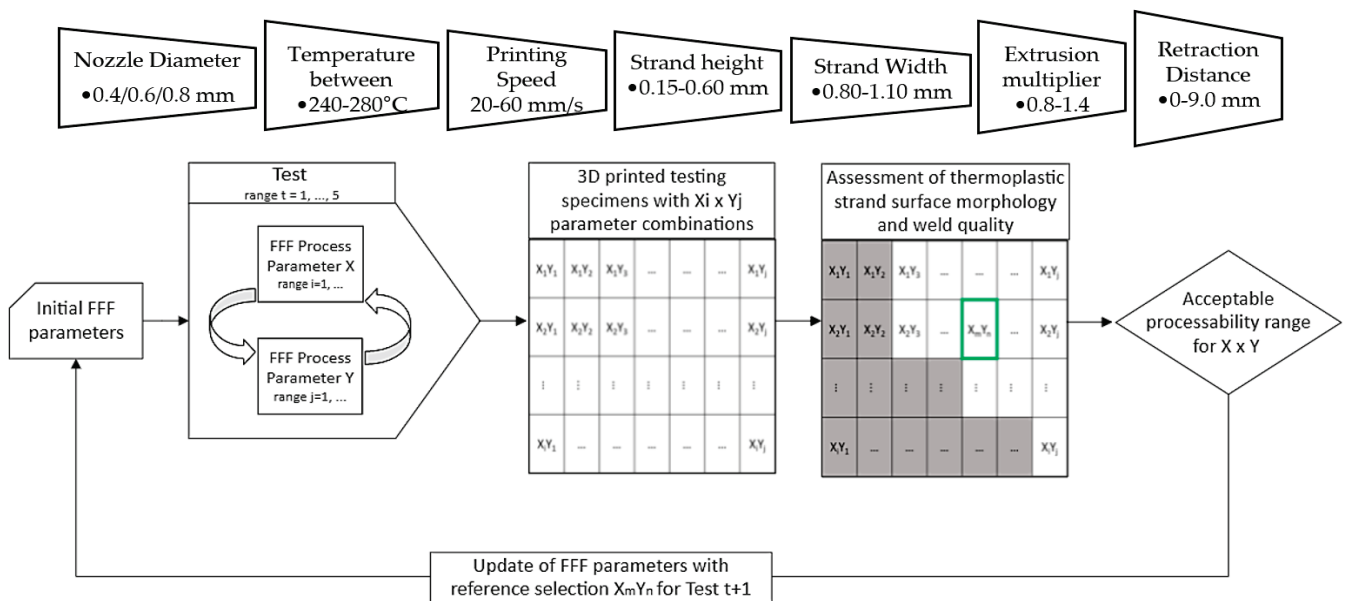 Nozzle Diameter
•0.4/0.6/0.8 mm
Temperature
between
•240-280°C
Printing
Speed
20-60 mm/s
Strand height
•0.15-0.60 mm
Strand Width
•0.80-1.10 mm
Extrusion
multiplier
•0.8-1.4
Retraction
Distance
•0-9.0 mm
Initial FFF
parameters
Test
range t = 1, ..., 5
FFF Process
Parameter X
range i=1, ...
FFF Process
Parameter Y
range j=1, ...
3D printed testing
specimens with Xi x Yj
parameter combinations
X₁Y₁ X₁Y₂ X₁Y₃ ... ... ... X₁Yⱼ
X₂Y₁ X₂Y₂ X₂Y₃ ... ... ... X₂Yⱼ
⋮ ⋮ ⋮ ⋮ ⋮ ⋮ ⋮
XᵢY₁ ... ... ... ... ... XᵢYⱼ
Assessment of thermoplastic
strand surface morphology
and weld quality
X₁Y₁ X₁Y₂ X₁Y₃ ... ... ... X₁Yⱼ
X₂Y₁ X₂Y₂ X₂Y₃ ... XₘYₙ ... X₂Yⱼ
⋮ ⋮ ⋮ ⋮ ⋮ ⋮ ⋮
XᵢY₁ ... ... ... ... ... XᵢYⱼ
Acceptable
processability range
for X x Y
Update of FFF parameters with
reference selection XₘYₙ for Test t+1